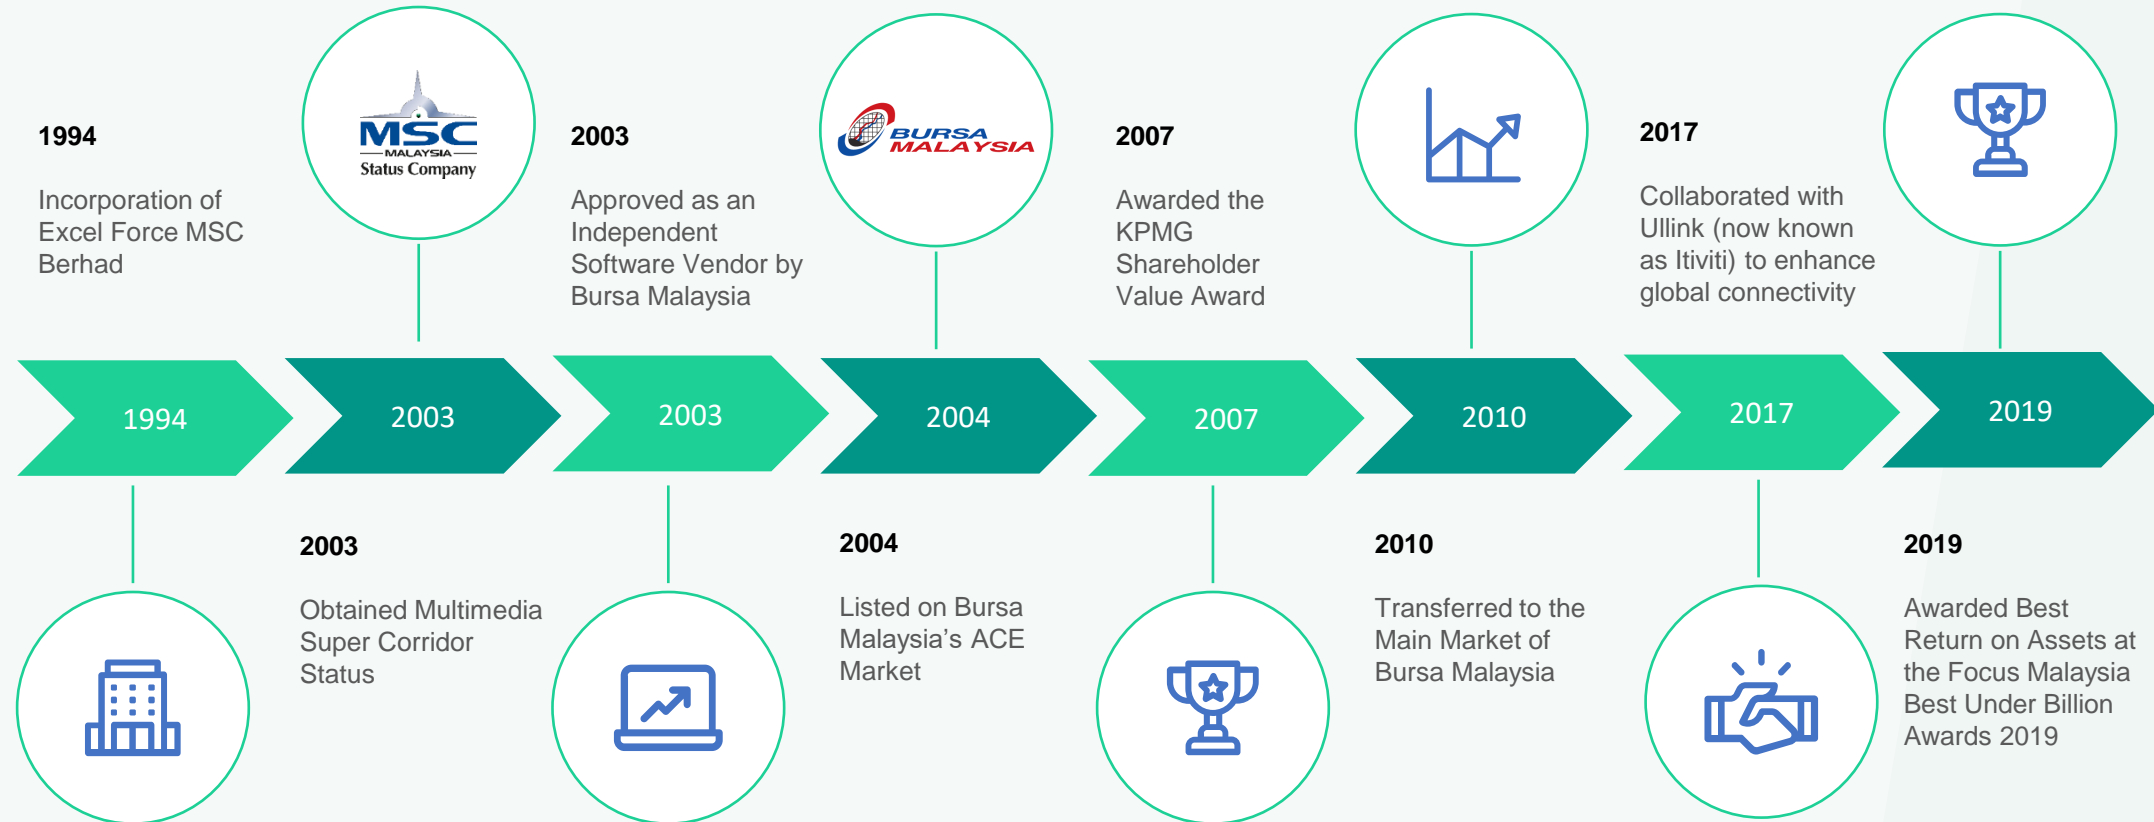 1994
Incorporation of
Excel Force MSC
Berhad
MSC
MALAYSIA
Status Company
2003
Approved as an
Independent
Software Vendor by
Bursa Malaysia
BURSA
MALAYSIA
2007
Awarded the
KPMG
Shareholder
Value Award
2017
Collaborated with
Ullink (now known
as Itiviti) to enhance
global connectivity
1994
2003
2003
2004
2007
2010
2017
2019
2003
Obtained Multimedia
Super Corridor
Status
2004
Listed on Bursa
Malaysia’s ACE
Market
2010
Transferred to the
Main Market of
Bursa Malaysia
2019
Awarded Best
Return on Assets at
the Focus Malaysia
Best Under Billion
Awards 2019